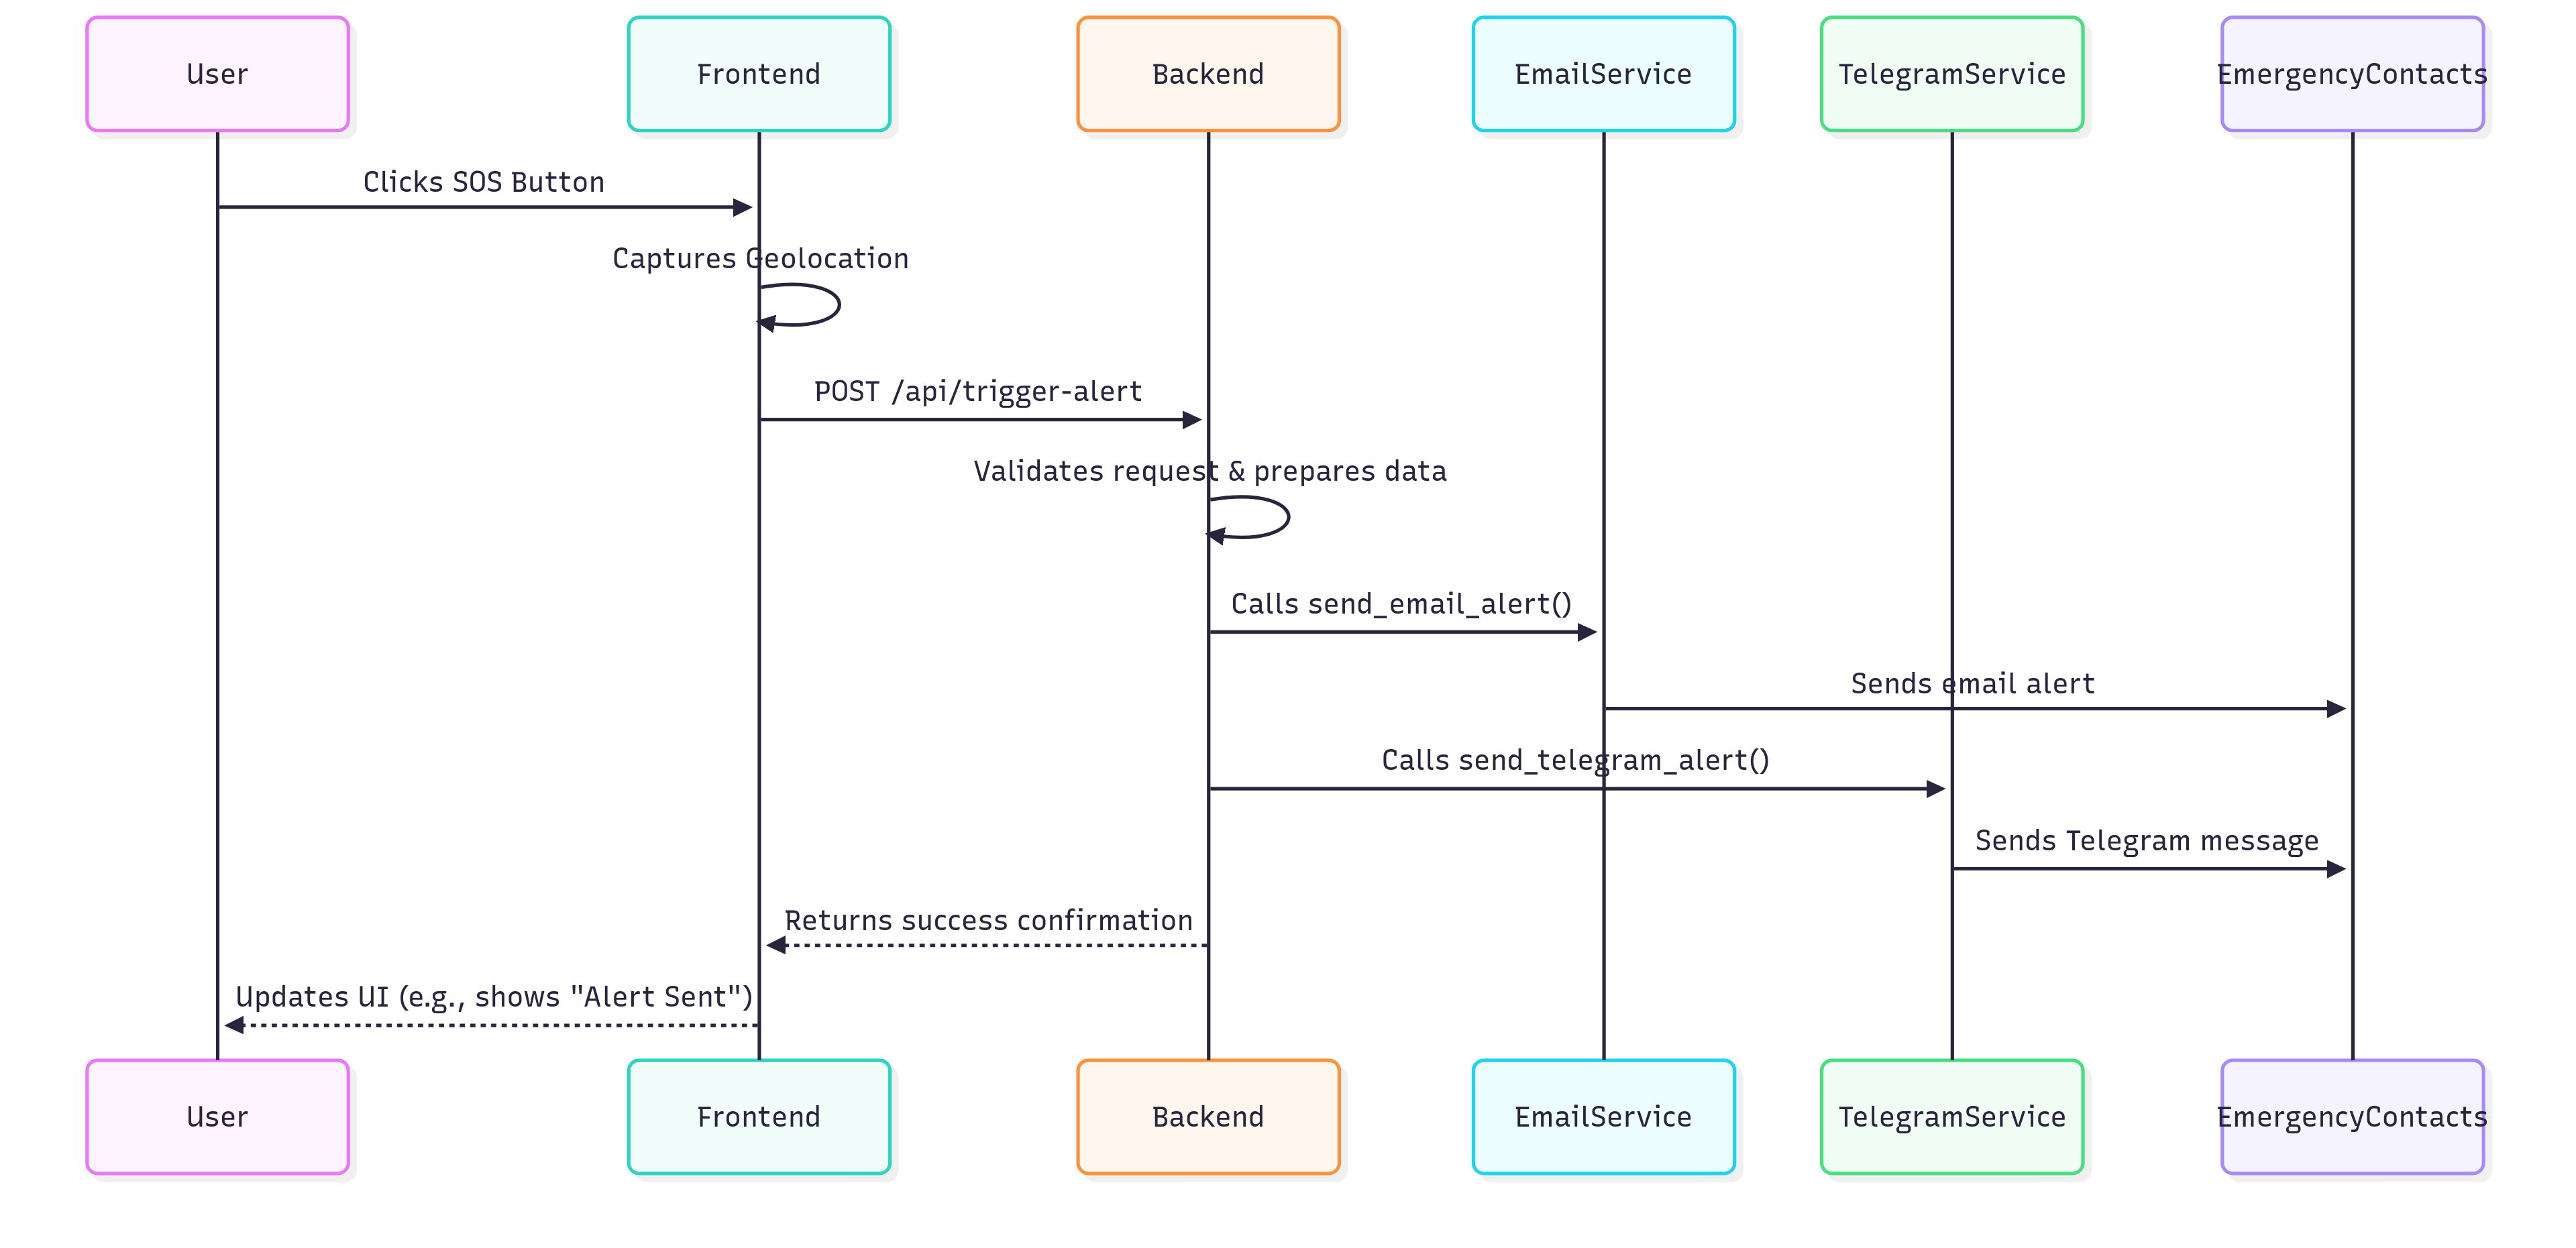 User
Frontend
Backend
EmailService
TelegramService
EmergencyContacts
Clicks SOS Button
Captures Geolocation
POST /api/trigger-alert
Validates request & prepares data
Calls send_email_alert()
Sends email alert
Calls send_telegram_alert()
Sends Telegram message
Returns success confirmation
Updates UI (e.g., shows "Alert Sent")
User
Frontend
Backend
EmailService
TelegramService
EmergencyContacts